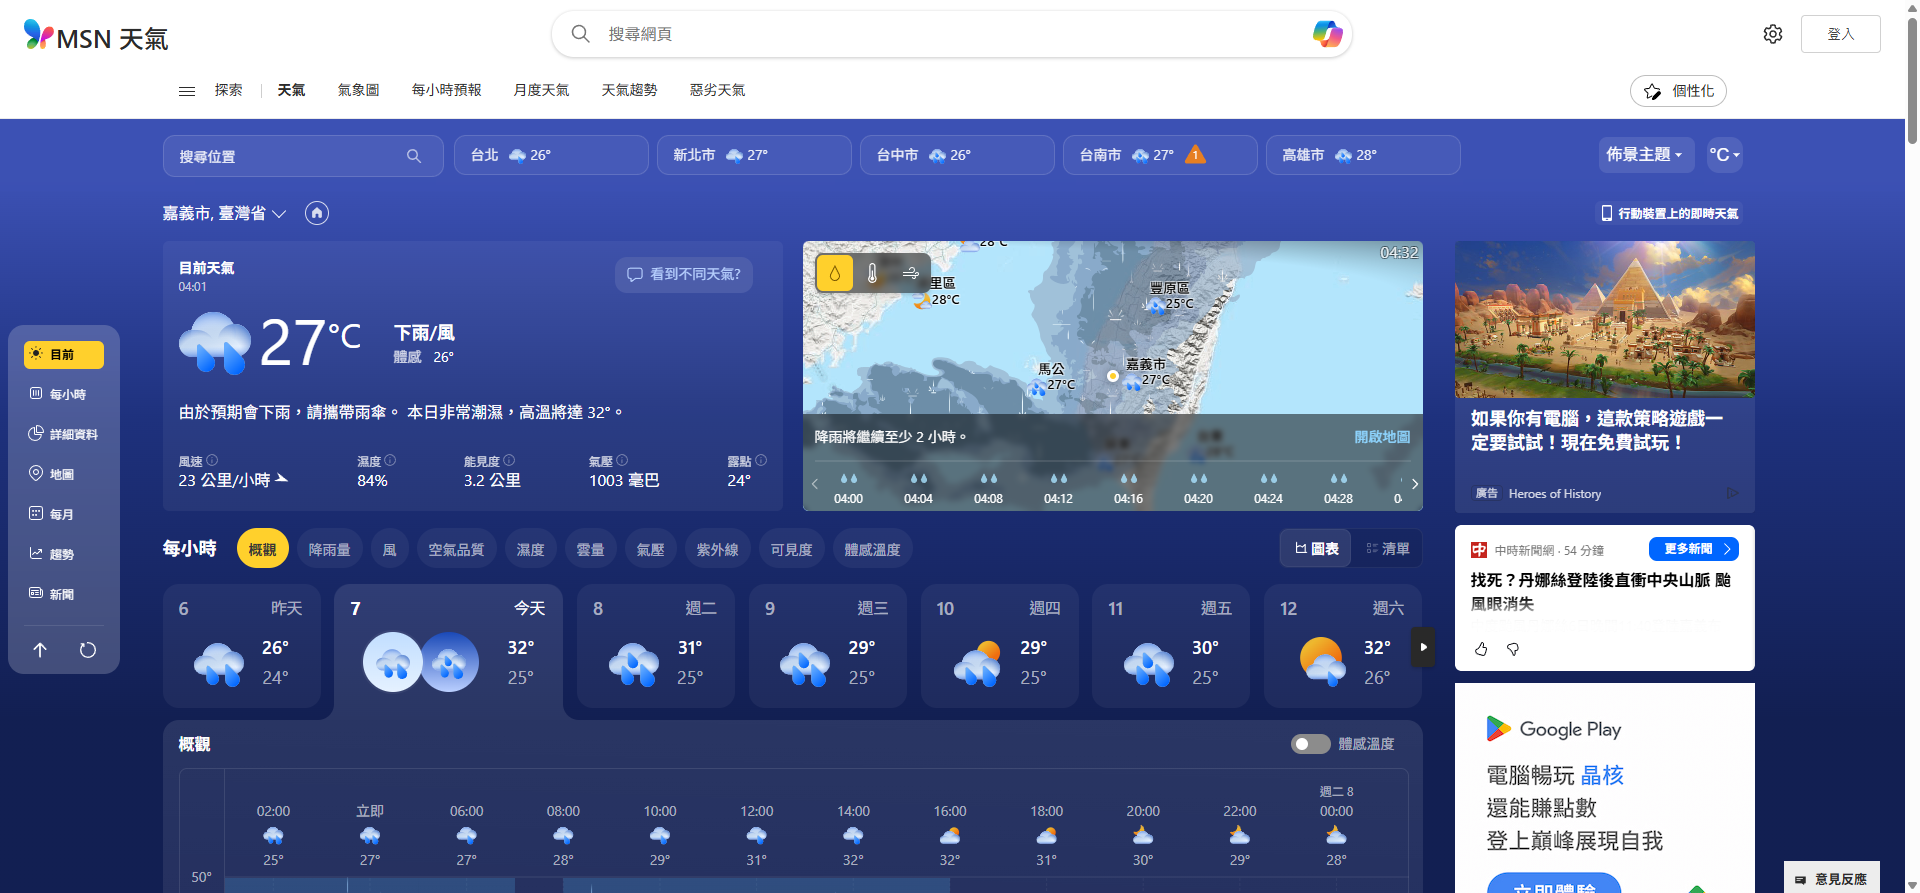 MSN 天氣
搜尋網頁
登入
探索
天氣
氣象圖
每小時預報
月度天氣
天氣趨勢
惡劣天氣
個性化
搜尋位置
台北 26°
新北市 27°
台中市 26°
台南市 27° 1
高雄市 28°
佈景主題
°C
嘉義市, 臺灣省
行動裝置上的即時天氣
目前
每小時
詳細資料
地圖
每月
趨勢
新聞
目前天氣
04:01
看到不同天氣?
27°C
下雨/風
體感 26°
由於預期會下雨，請攜帶雨傘。 本日非常潮濕，高溫將達 32°。
風速 濕度 能見度 氣壓 露點
23 公里/小時 84% 3.2 公里 1003 毫巴 24°
28°C
04:32
里區
28°C
豐原區
25°C
馬公
27°C
嘉義市
27°C
降雨將繼續至少 2 小時。
開啟地圖
04:00 04:04 08:08 04:12 04:16 04:20 04:24 04:28 04
如果你有電腦，這款策略遊戲一
定要試試！現在免費試玩！
廣告 Heroes of History
中時新聞網 · 54 分鐘
更多新聞
找死？丹娜絲登陸後直衝中央山脈 颱
風眼消失
每小時
概觀
降雨量
風
空氣品質
濕度
雲量
氣壓
紫外線
可見度
體感溫度
圖表
清單
6 昨天
26°
24°
7 今天
32°
25°
8 週二
31°
25°
9 週三
29°
25°
10 週四
29°
25°
11 週五
30°
25°
12 週六
32°
26°
概觀
體感溫度
週二 8
02:00 立即 06:00 08:00 10:00 12:00 14:00 16:00 18:00 20:00 22:00 00:00
25° 27° 27° 28° 29° 31° 32° 32° 31° 30° 29° 28°
50°
Google Play
電腦暢玩 晶核
還能賺點數
登上巔峰展現自我
立即體驗
意見反應